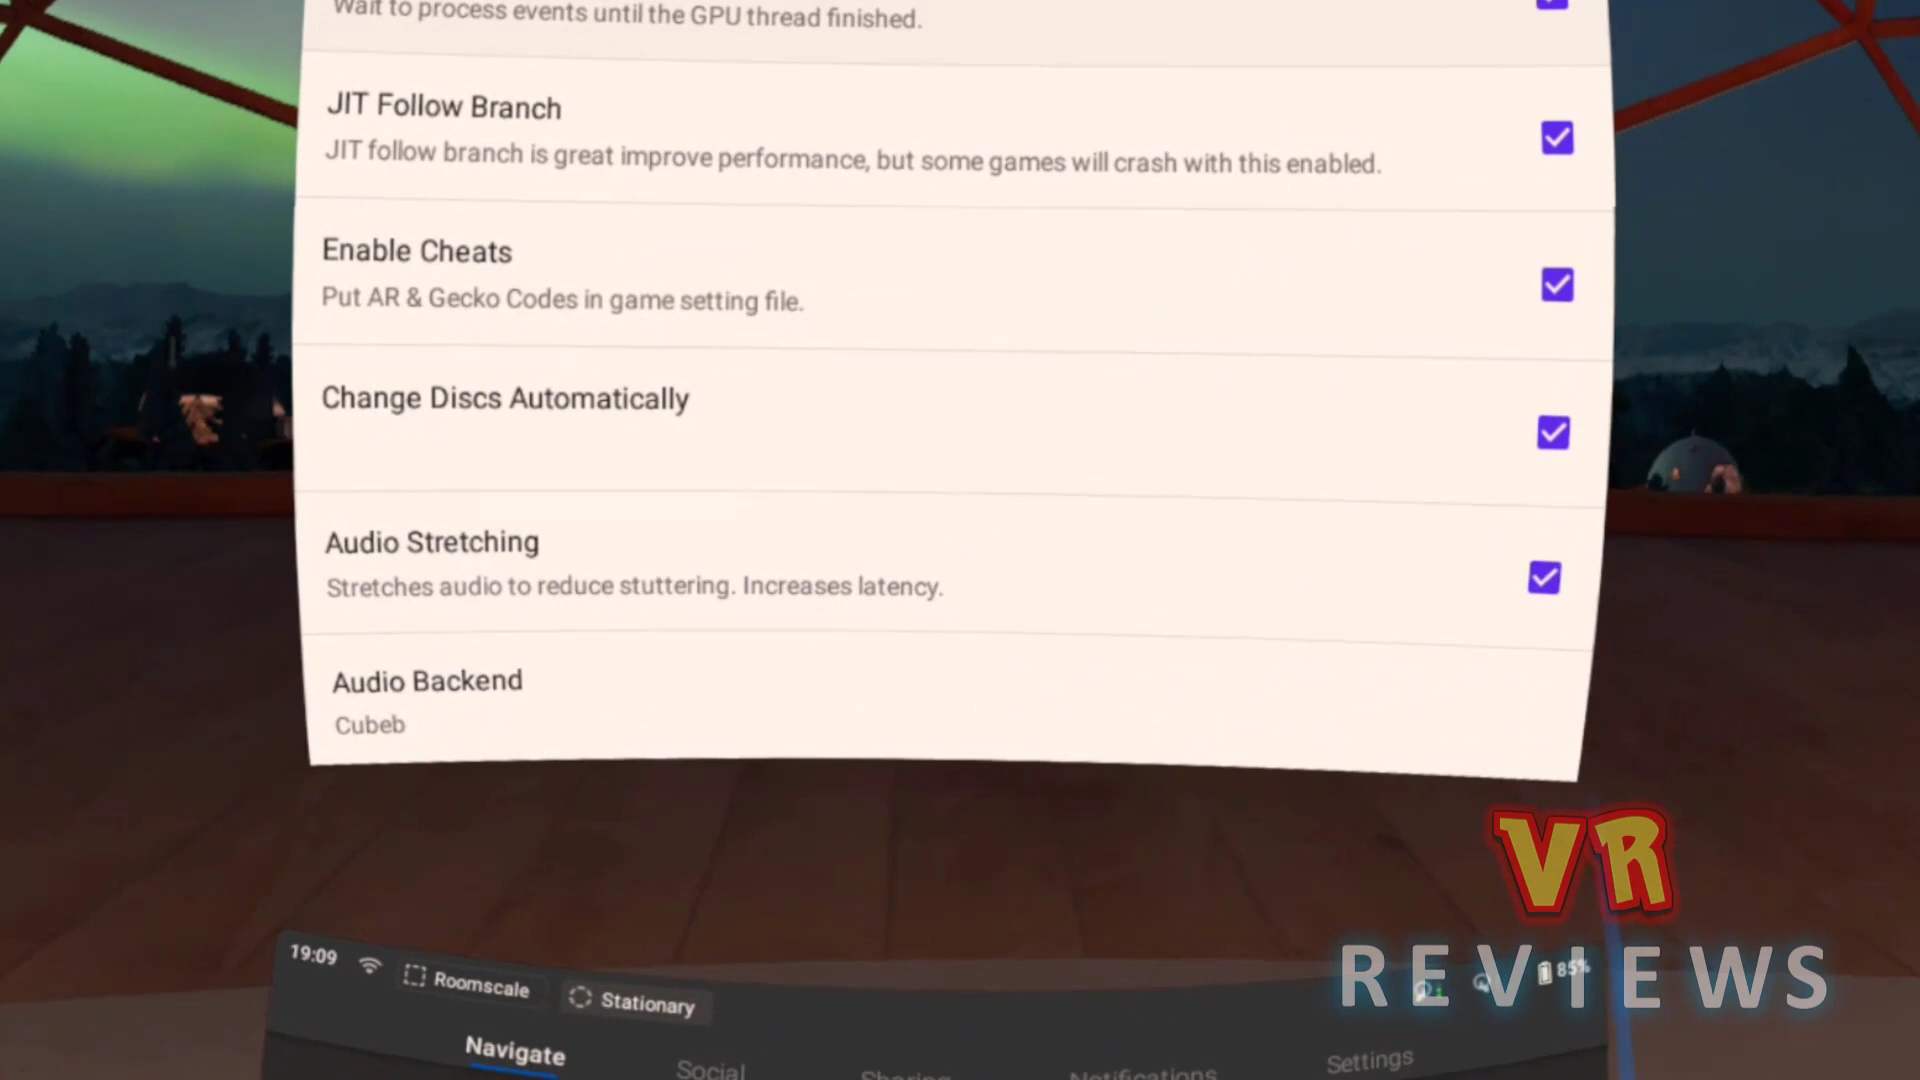 Wait to process events until the GPU thread finished.
JIT Follow Branch
JIT follow branch is great improve performance, but some games will crash with this enabled.
Enable Cheats
Put AR & Gecko Codes in game setting file.
Change Discs Automatically
Audio Stretching
Stretches audio to reduce stuttering. Increases latency.
Audio Backend
Cubeb
VR
REVIEWS
19:09 Roomscale Stationary 85%
Navigate Social Sharing Notifications Settings